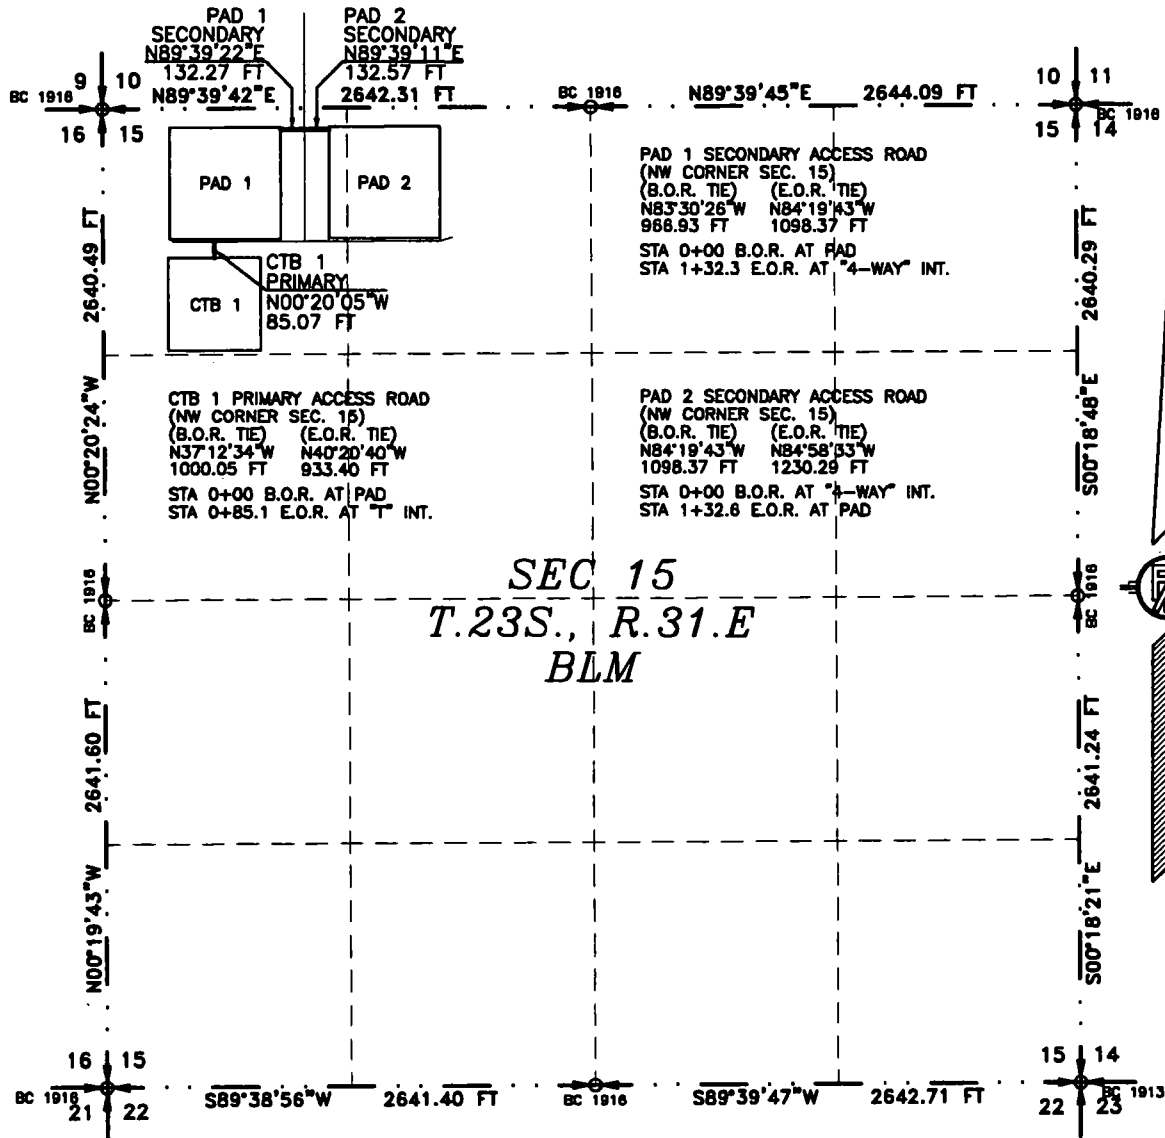 PAD 1
SECONDARY
N89°39'22"E
132.27 FT
PAD 2
SECONDARY
N89°39'11"E
132.57 FT
9 10
BC 1916
16 15
N89°39'42"E 2642.31 FT
BC 1916
N89°39'45"E 2644.09 FT
10 11
BC 1916
15 14
PAD 1
PAD 2
CTB 1
PRIMARY
N00°20'05"W
85.07 FT
CTB 1
PAD 1 SECONDARY ACCESS ROAD
(NW CORNER SEC. 15)
(B.O.R. TIE) (E.O.R. TIE)
N83°30'26"W N84°19'43"W
966.93 FT 1098.37 FT
STA 0+00 B.O.R. AT PAD
STA 1+32.3 E.O.R. AT "4-WAY" INT.
2640.49 FT
N00°20'24"W
2640.29 FT
S00°18'48"E
CTB 1 PRIMARY ACCESS ROAD
(NW CORNER SEC. 15)
(B.O.R. TIE) (E.O.R. TIE)
N37°12'34"W N40°20'40"W
1000.05 FT 933.40 FT
STA 0+00 B.O.R. AT PAD
STA 0+85.1 E.O.R. AT "T" INT.
PAD 2 SECONDARY ACCESS ROAD
(NW CORNER SEC. 15)
(B.O.R. TIE) (E.O.R. TIE)
N84°19'43"W N84°58'33"W
1098.37 FT 1230.29 FT
STA 0+00 B.O.R. AT "4-WAY" INT.
STA 1+32.6 E.O.R. AT PAD
SEC 15
T.23S., R.31.E
BLM
BC 1916
BC 1916
2641.60 FT
N00°19'43"W
2641.24 FT
S00°18'21"E
16 15
BC 1916
21 22
S89°38'56"W 2641.40 FT
BC 1916
S89°39'47"W 2642.71 FT
15 14
BC 1913
22 23